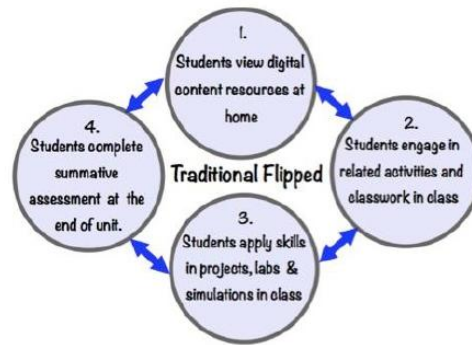 1.
Students view digital
content resources at
home
2.
Students engage in
related activities and
classwork in class
Traditional Flipped
3.
Students apply skills
in projects, labs &
simulations in class
4.
Students complete
summative
assessment at the
end of unit.